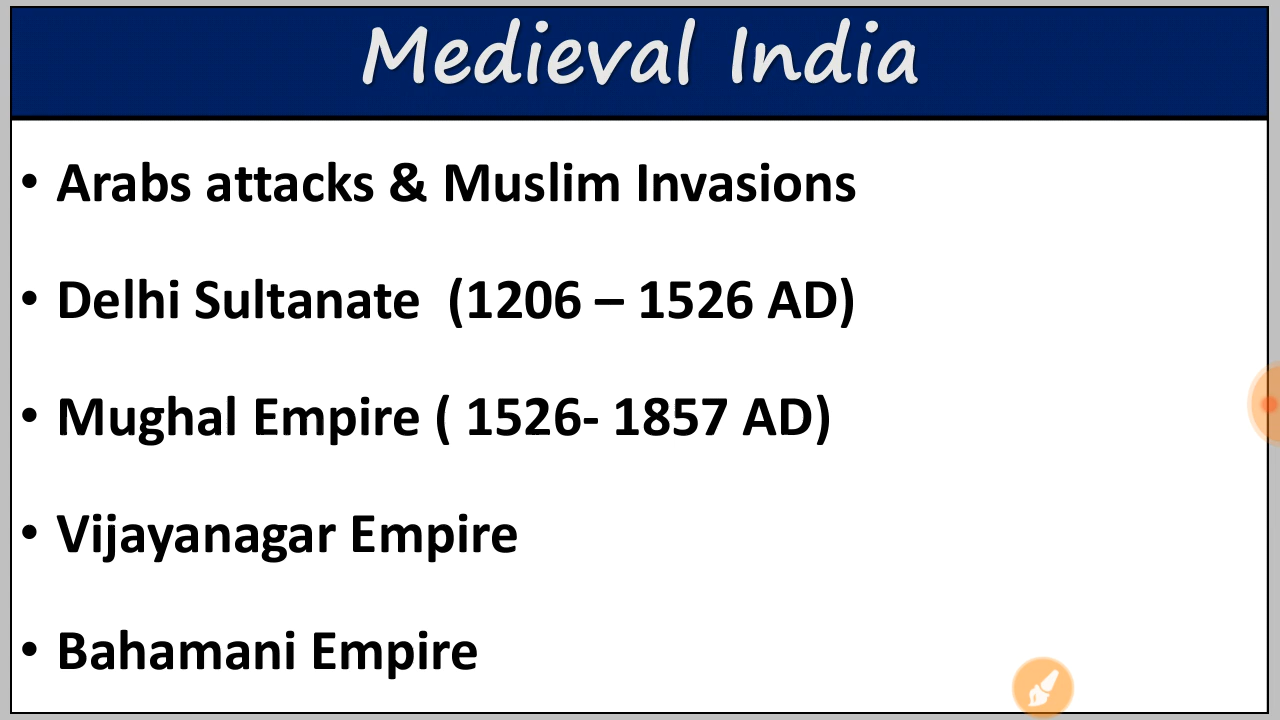 Medieval India
• Arabs attacks & Muslim Invasions
• Delhi Sultanate  (1206 – 1526 AD)
• Mughal Empire ( 1526- 1857 AD)
• Vijayanagar Empire
• Bahamani Empire